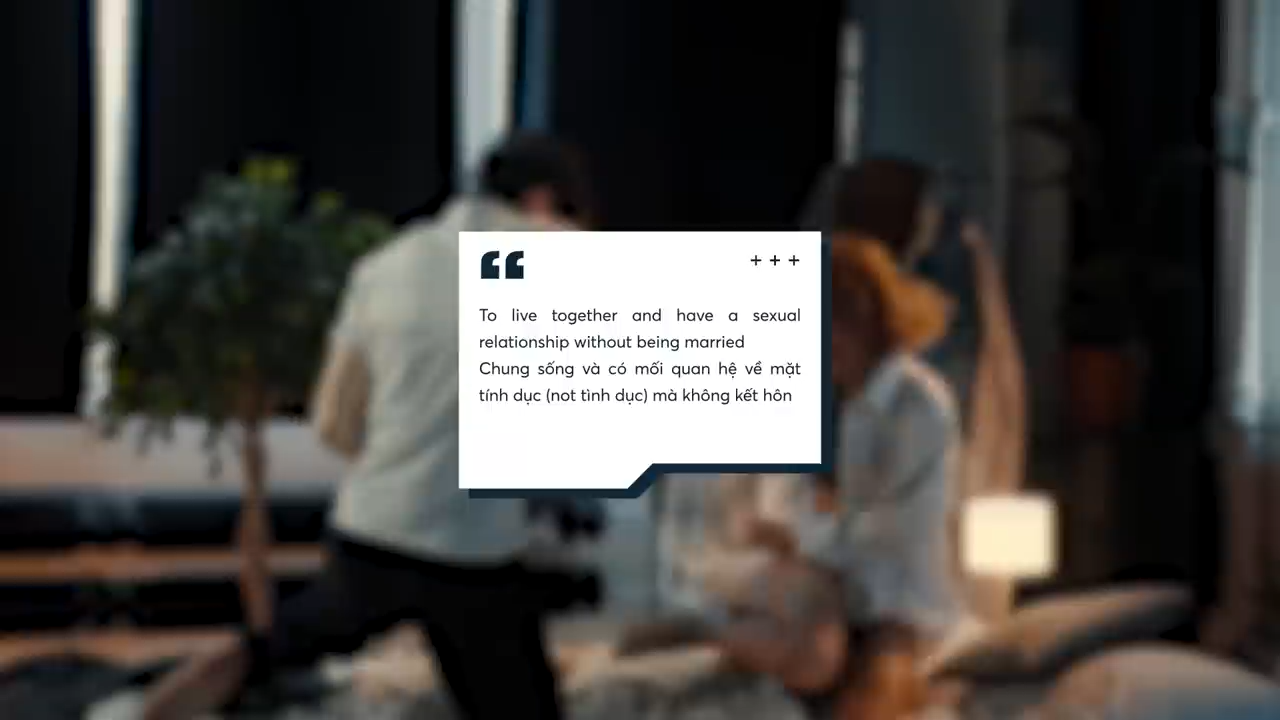 To live together and have a sexual
relationship without being married
Chung sống và có mối quan hệ về mặt
tính dục (not tình dục) mà không kết hôn